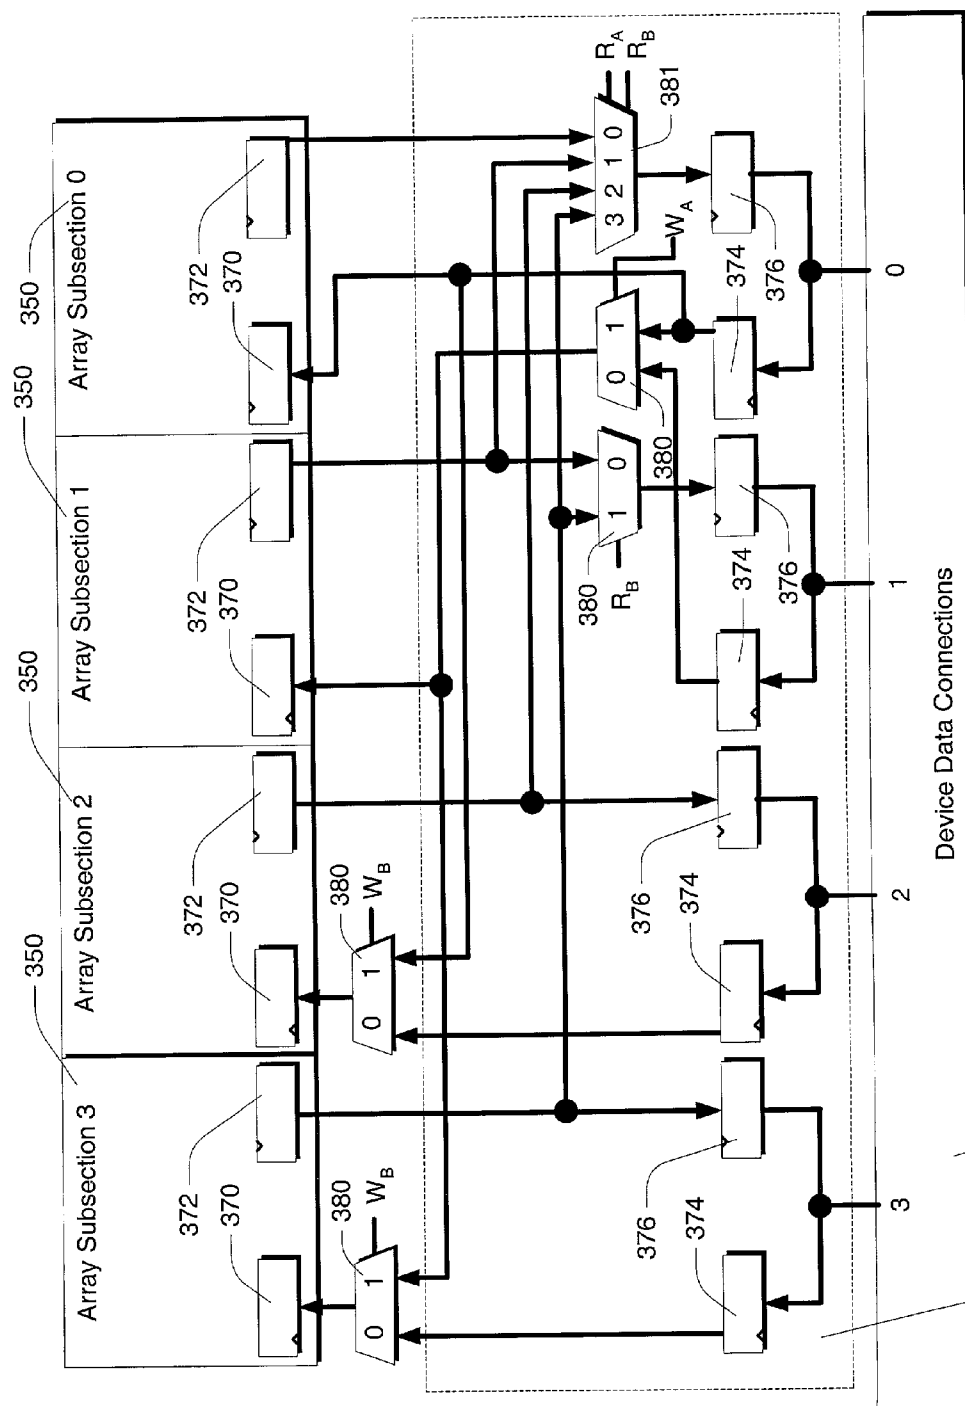 Array Subsection 3
350
Array Subsection 2
350
Array Subsection 1
350
Array Subsection 0
350
370
372
370
372
370
372
370
372
380
W_B
380
W_B
0 1
0 1
R_B
380
1 0
380
0 1
W_A
3 2 1 0
381
R_A
R_B
374
376
374
376
374
376
374
376
3
2
1
0
Device Data Connections